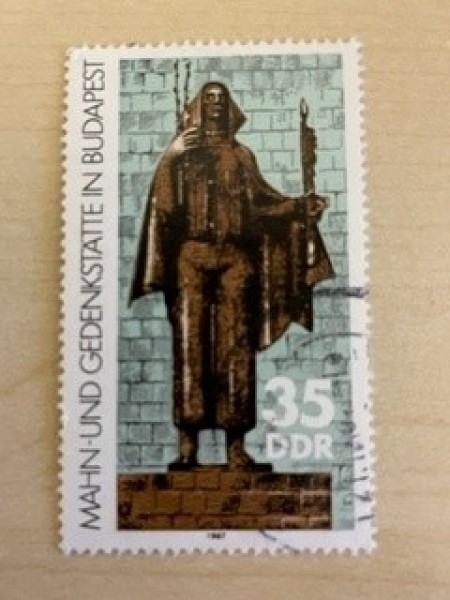 MAHN-UND GEDENKSTÄTTE IN BUDAPEST
35
DDR
1987